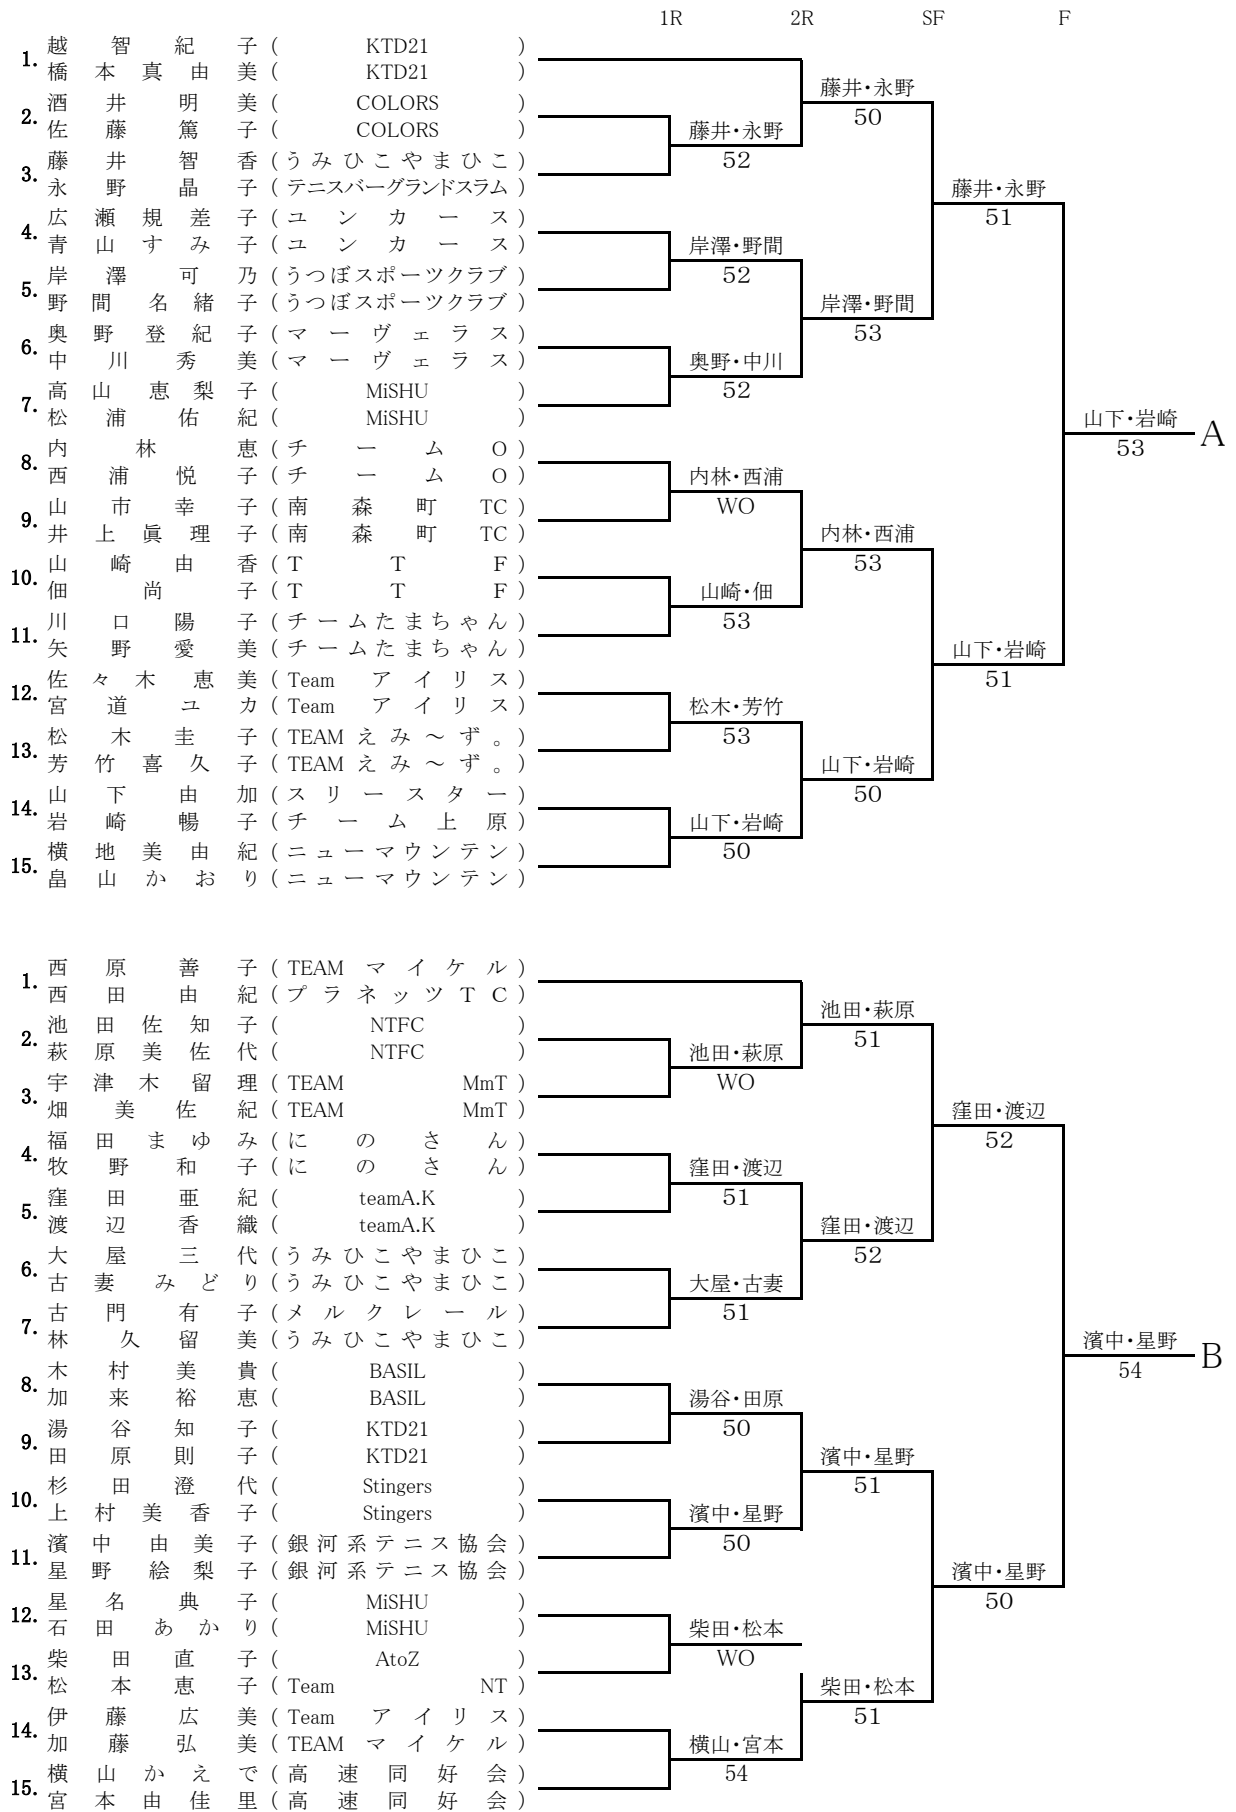 1R 2R SF F
1. 越智紀子 ( KTD21 )
橋本真由美 ( KTD21 )
藤井・永野
50
2. 酒井明美 ( COLORS )
佐藤篤子 ( COLORS )
藤井・永野
52
3. 藤井智香 (うみひこやまひこ)
永野晶子 (テニスバーグランドスラム)
藤井・永野
51
4. 広瀬規差子 (ユンカース)
青山すみ子 (ユンカース)
岸澤・野間
52
5. 岸澤可乃 (うつぼスポーツクラブ)
野間名緒子 (うつぼスポーツクラブ)
岸澤・野間
53
6. 奥野登紀子 (マーヴェラス)
中川秀美 (マーヴェラス)
奥野・中川
52
7. 高山恵梨子 ( MiSHU )
松浦佑紀 ( MiSHU )
山下・岩崎 A
53
8. 内林恵 (チームO)
西浦悦子 (チームO)
内林・西浦
WO
9. 山市幸子 (南森町TC)
井上眞理子 (南森町TC)
内林・西浦
53
10. 山崎由香 (TTF)
佃尚子 (TTF)
山崎・佃
53
11. 川口陽子 (チームたまちゃん)
矢野愛美 (チームたまちゃん)
山下・岩崎
51
12. 佐々木恵美 (Team アイリス)
宮道ユカ (Team アイリス)
松木・芳竹
53
13. 松木圭子 (TEAM えみ～ず。)
芳竹喜久子 (TEAM えみ～ず。)
山下・岩崎
50
14. 山下由加 (スリースター)
岩崎暢子 (チーム上原)
山下・岩崎
50
15. 横地美由紀 (ニューマウンテン)
畠山かおり (ニューマウンテン)
1. 西原善子 (TEAM マイケル)
西田由紀 (プラネッツTC)
池田・萩原
51
2. 池田佐知子 ( NTFC )
萩原美佐代 ( NTFC )
池田・萩原
WO
3. 宇津木留理 (TEAM MmT)
畑美佐紀 (TEAM MmT)
窪田・渡辺
52
4. 福田まゆみ (にのさん)
牧野和子 (にのさん)
窪田・渡辺
51
5. 窪田亜紀 ( teamA.K )
渡辺香織 ( teamA.K )
窪田・渡辺
52
6. 大屋三代 (うみひこやまひこ)
古妻みどり (うみひこやまひこ)
大屋・古妻
51
7. 古門有子 (メルクレール)
林久留美 (うみひこやまひこ)
濱中・星野 B
54
8. 木村美貴 ( BASIL )
加来裕恵 ( BASIL )
湯谷・田原
50
9. 湯谷知子 ( KTD21 )
田原則子 ( KTD21 )
濱中・星野
51
10. 杉田澄代 ( Stingers )
上村美香子 ( Stingers )
濱中・星野
50
11. 濱中由美子 (銀河系テニス協会)
星野絵梨子 (銀河系テニス協会)
濱中・星野
50
12. 星名典子 ( MiSHU )
石田あかり ( MiSHU )
柴田・松本
WO
13. 柴田直子 ( AtoZ )
松本恵子 (Team NT)
柴田・松本
51
14. 伊藤広美 (Team アイリス)
加藤弘美 (TEAM マイケル)
横山・宮本
54
15. 横山かえで (高速同好会)
宮本由佳里 (高速同好会)